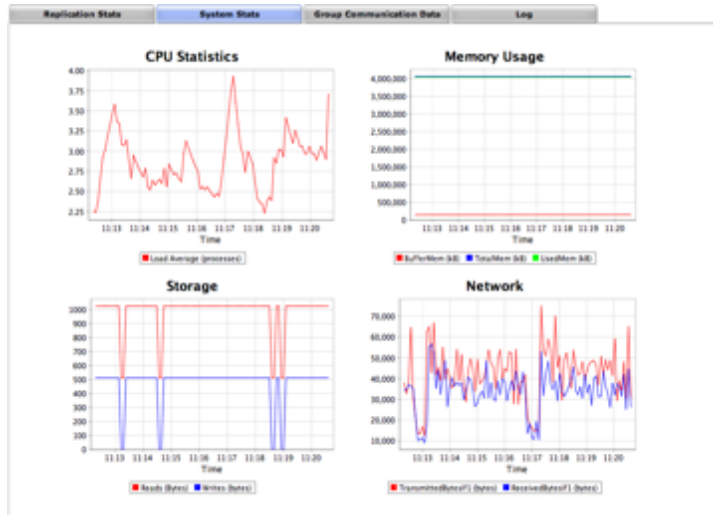 Replication Stats System Stats Group Communication Data Log
CPU Statistics
4.00
3.75
3.50
3.25
3.00
2.75
2.50
2.25
11:13 11:14 11:15 11:16 11:17 11:18 11:19 11:20
Time
Load Average (processes)
Memory Usage
4,000,000
3,500,000
3,000,000
2,500,000
2,000,000
1,500,000
1,000,000
500,000
0
11:13 11:14 11:15 11:16 11:17 11:18 11:19 11:20
Time
BufferMem (kB) TotalMem (kB) UsedMem (kB)
Storage
1000
900
800
700
600
500
400
300
200
100
0
11:13 11:14 11:15 11:16 11:17 11:18 11:19 11:20
Time
Reads (Bytes) Writes (bytes)
Network
70,000
60,000
50,000
40,000
30,000
20,000
10,000
11:13 11:14 11:15 11:16 11:17 11:18 11:19 11:20
Time
TransmittedBytesIF1 (bytes) ReceivedBytesIF1 (bytes)